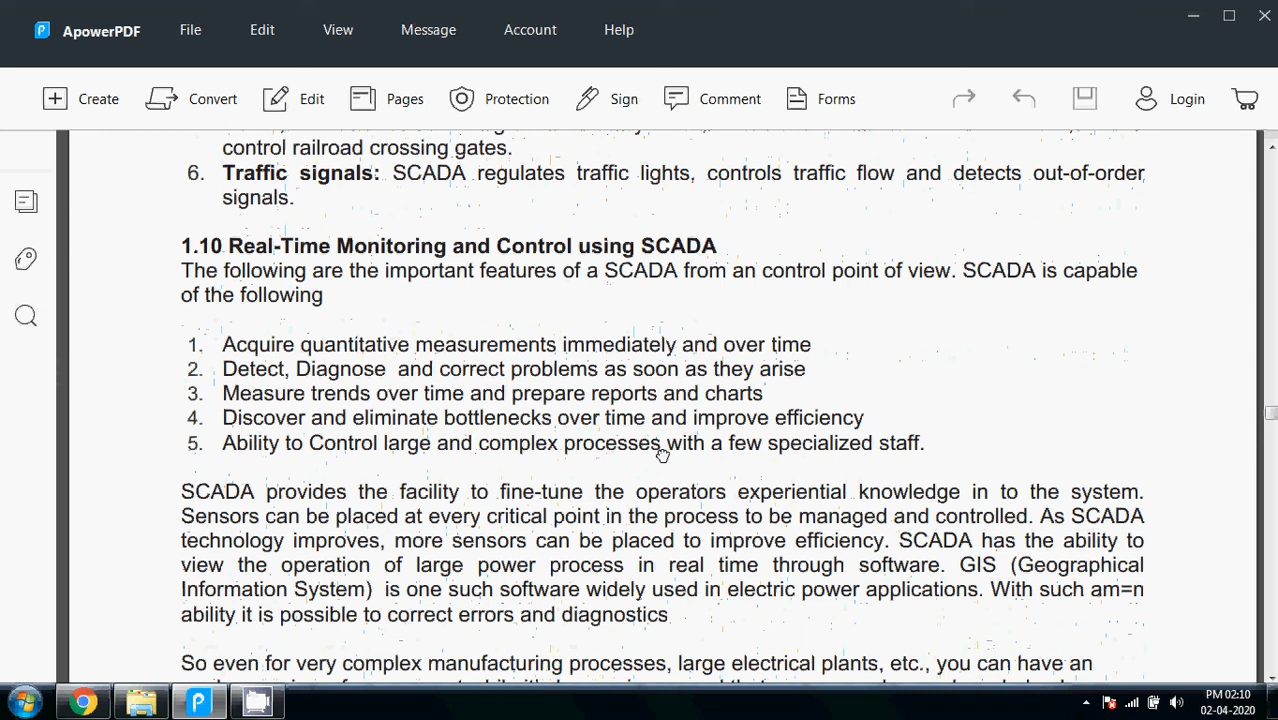 ApowerPDF File Edit View Message Account Help
Create Convert Edit Pages Protection Sign Comment Forms Login
control railroad crossing gates.
6. Traffic signals: SCADA regulates traffic lights, controls traffic flow and detects out-of-order
signals.
1.10 Real-Time Monitoring and Control using SCADA
The following are the important features of a SCADA from an control point of view. SCADA is capable
of the following
1. Acquire quantitative measurements immediately and over time
2. Detect, Diagnose and correct problems as soon as they arise
3. Measure trends over time and prepare reports and charts
4. Discover and eliminate bottlenecks over time and improve efficiency
5. Ability to Control large and complex processes with a few specialized staff.
SCADA provides the facility to fine-tune the operators experiential knowledge in to the system.
Sensors can be placed at every critical point in the process to be managed and controlled. As SCADA
technology improves, more sensors can be placed to improve efficiency. SCADA has the ability to
view the operation of large power process in real time through software. GIS (Geographical
Information System) is one such software widely used in electric power applications. With such am=n
ability it is possible to correct errors and diagnostics
So even for very complex manufacturing processes, large electrical plants, etc., you can have an
PM 02:10
02-04-2020